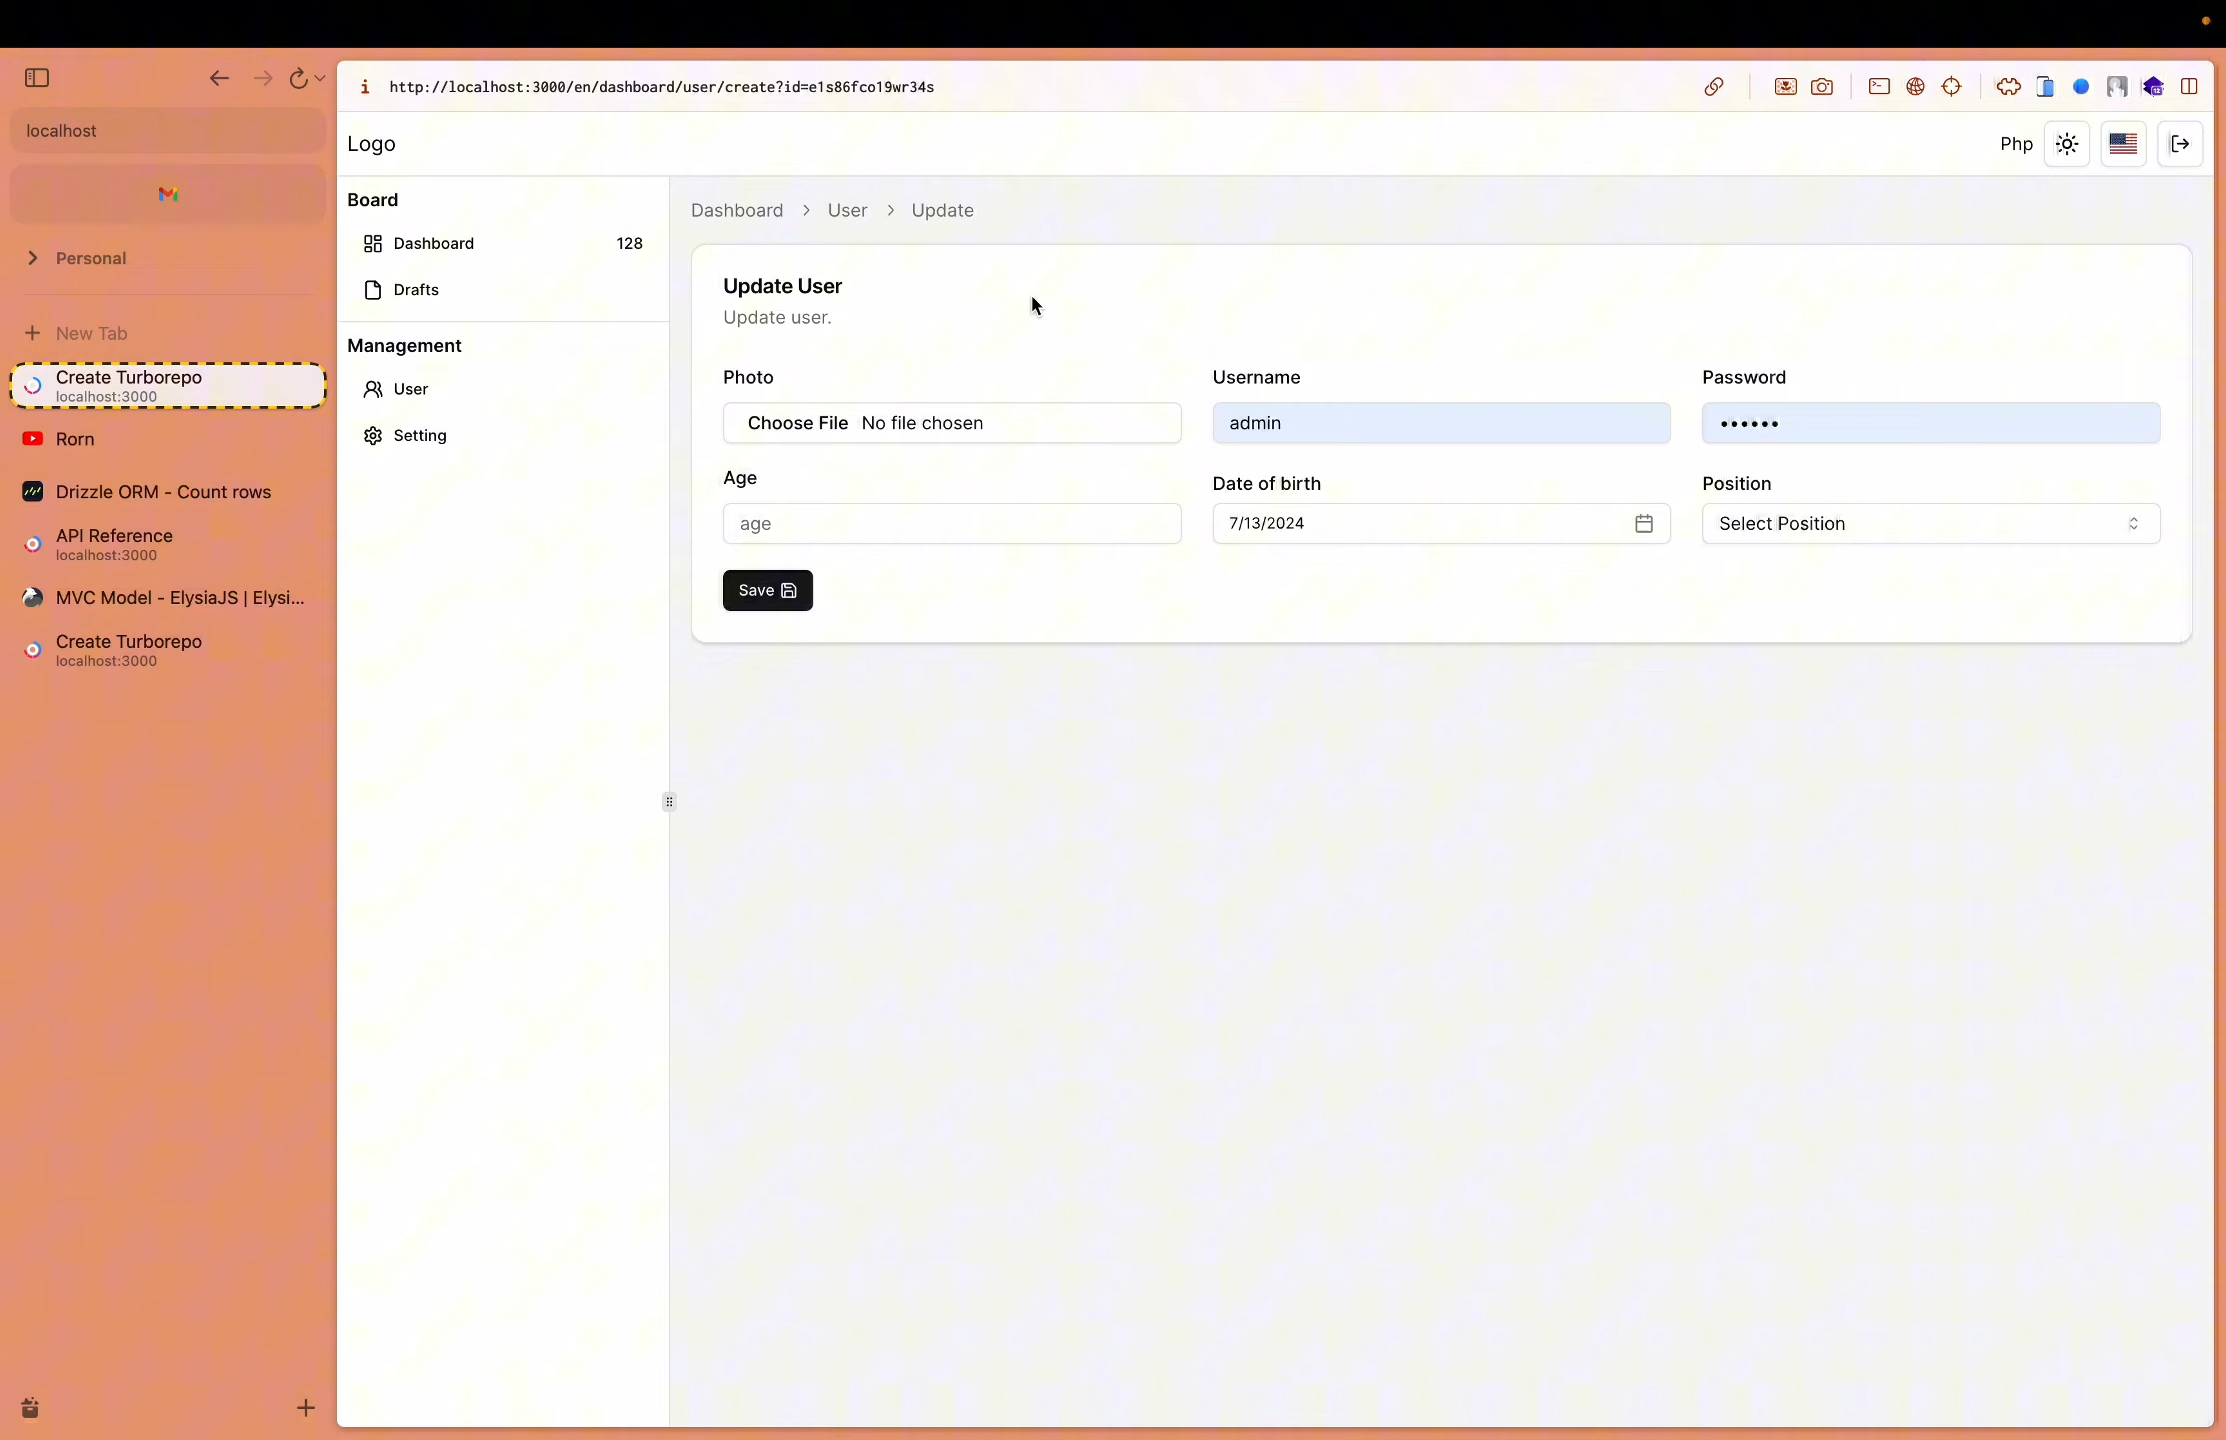 http://localhost:3000/en/dashboard/user/create?id=e1s86fco19wr34s
localhost
Personal
New Tab
Create Turborepo
localhost:3000
Rorn
Drizzle ORM - Count rows
API Reference
localhost:3000
MVC Model - ElysiaJS | Elysi...
Create Turborepo
localhost:3000
Logo
Php
Board
Dashboard 128
Drafts
Management
User
Setting
Dashboard > User > Update
Update User
Update user.
Photo Username Password
Choose File No file chosen admin ••••••
Age Date of birth Position
age 7/13/2024 Select Position
Save